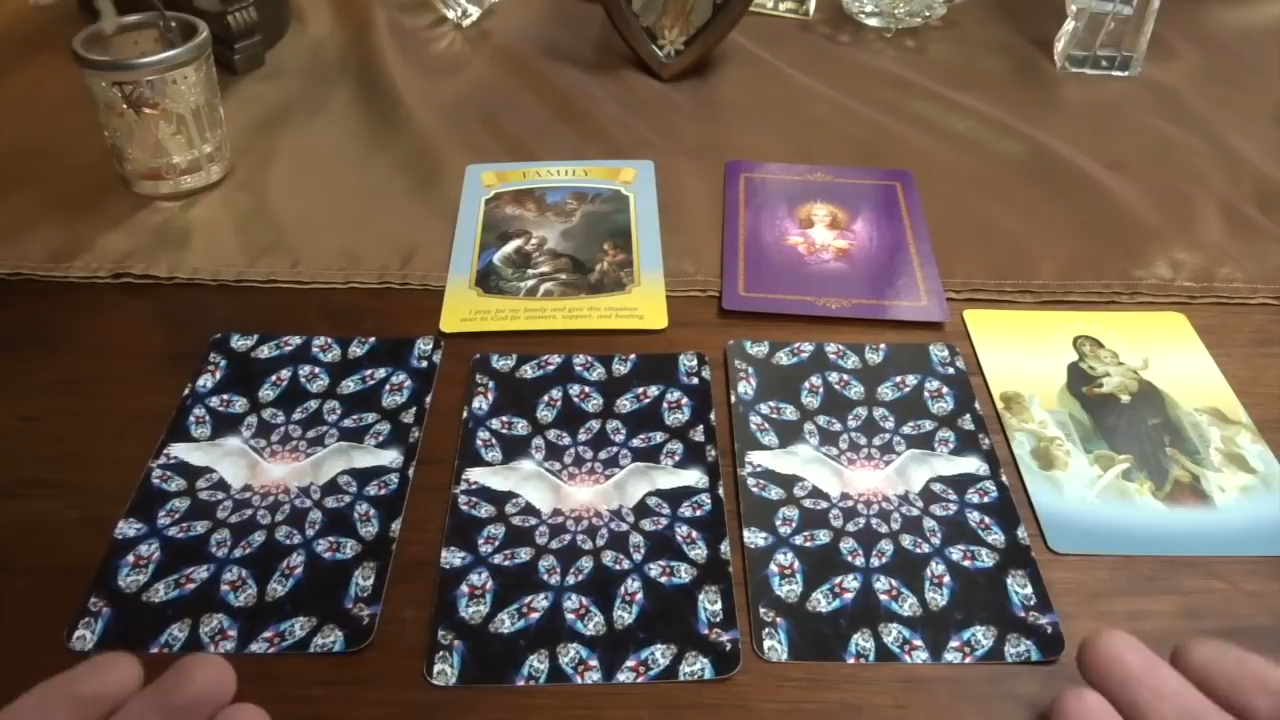 FAMILY
I pray for my family and give this situation
over to God for answers, support, and healing.